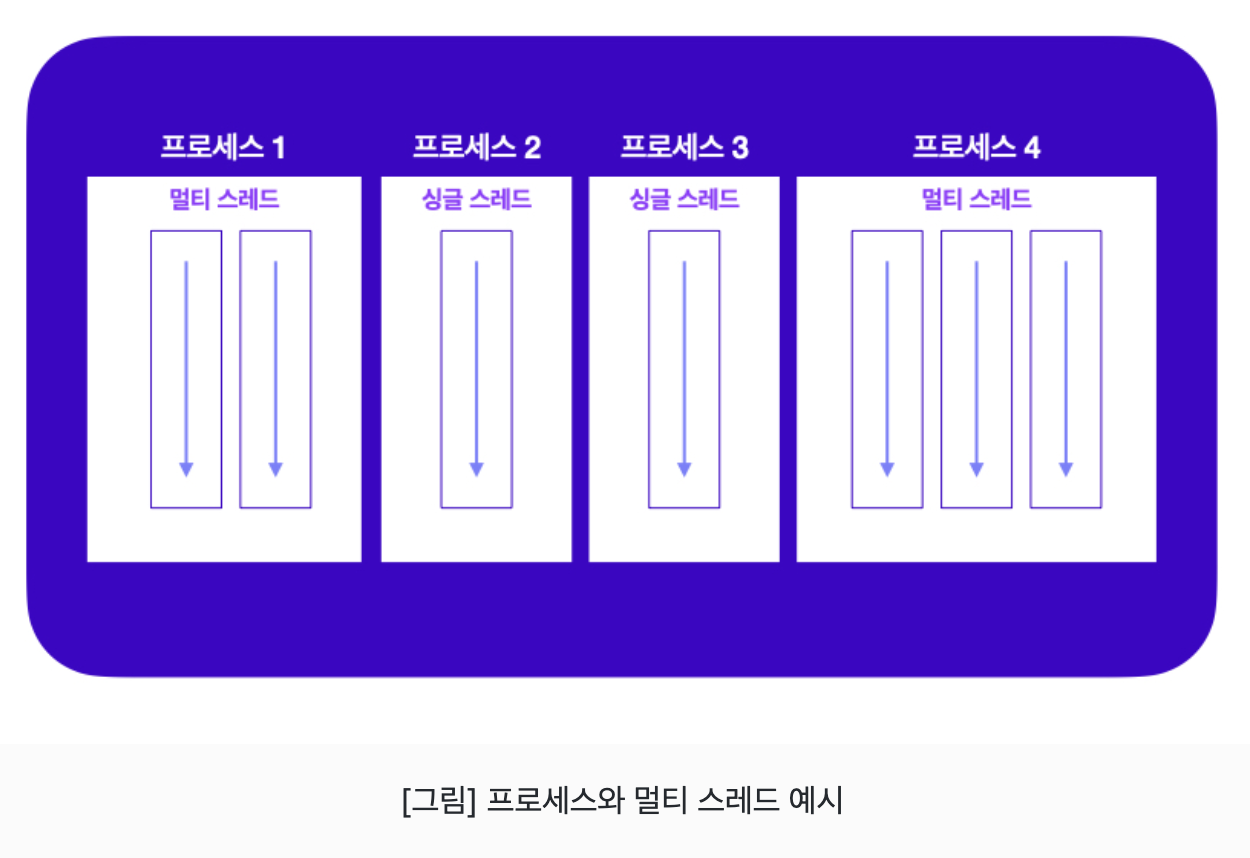 프로세스 1
프로세스 2
프로세스 3
프로세스 4
멀티 스레드
싱글 스레드
싱글 스레드
멀티 스레드
[그림] 프로세스와 멀티 스레드 예시